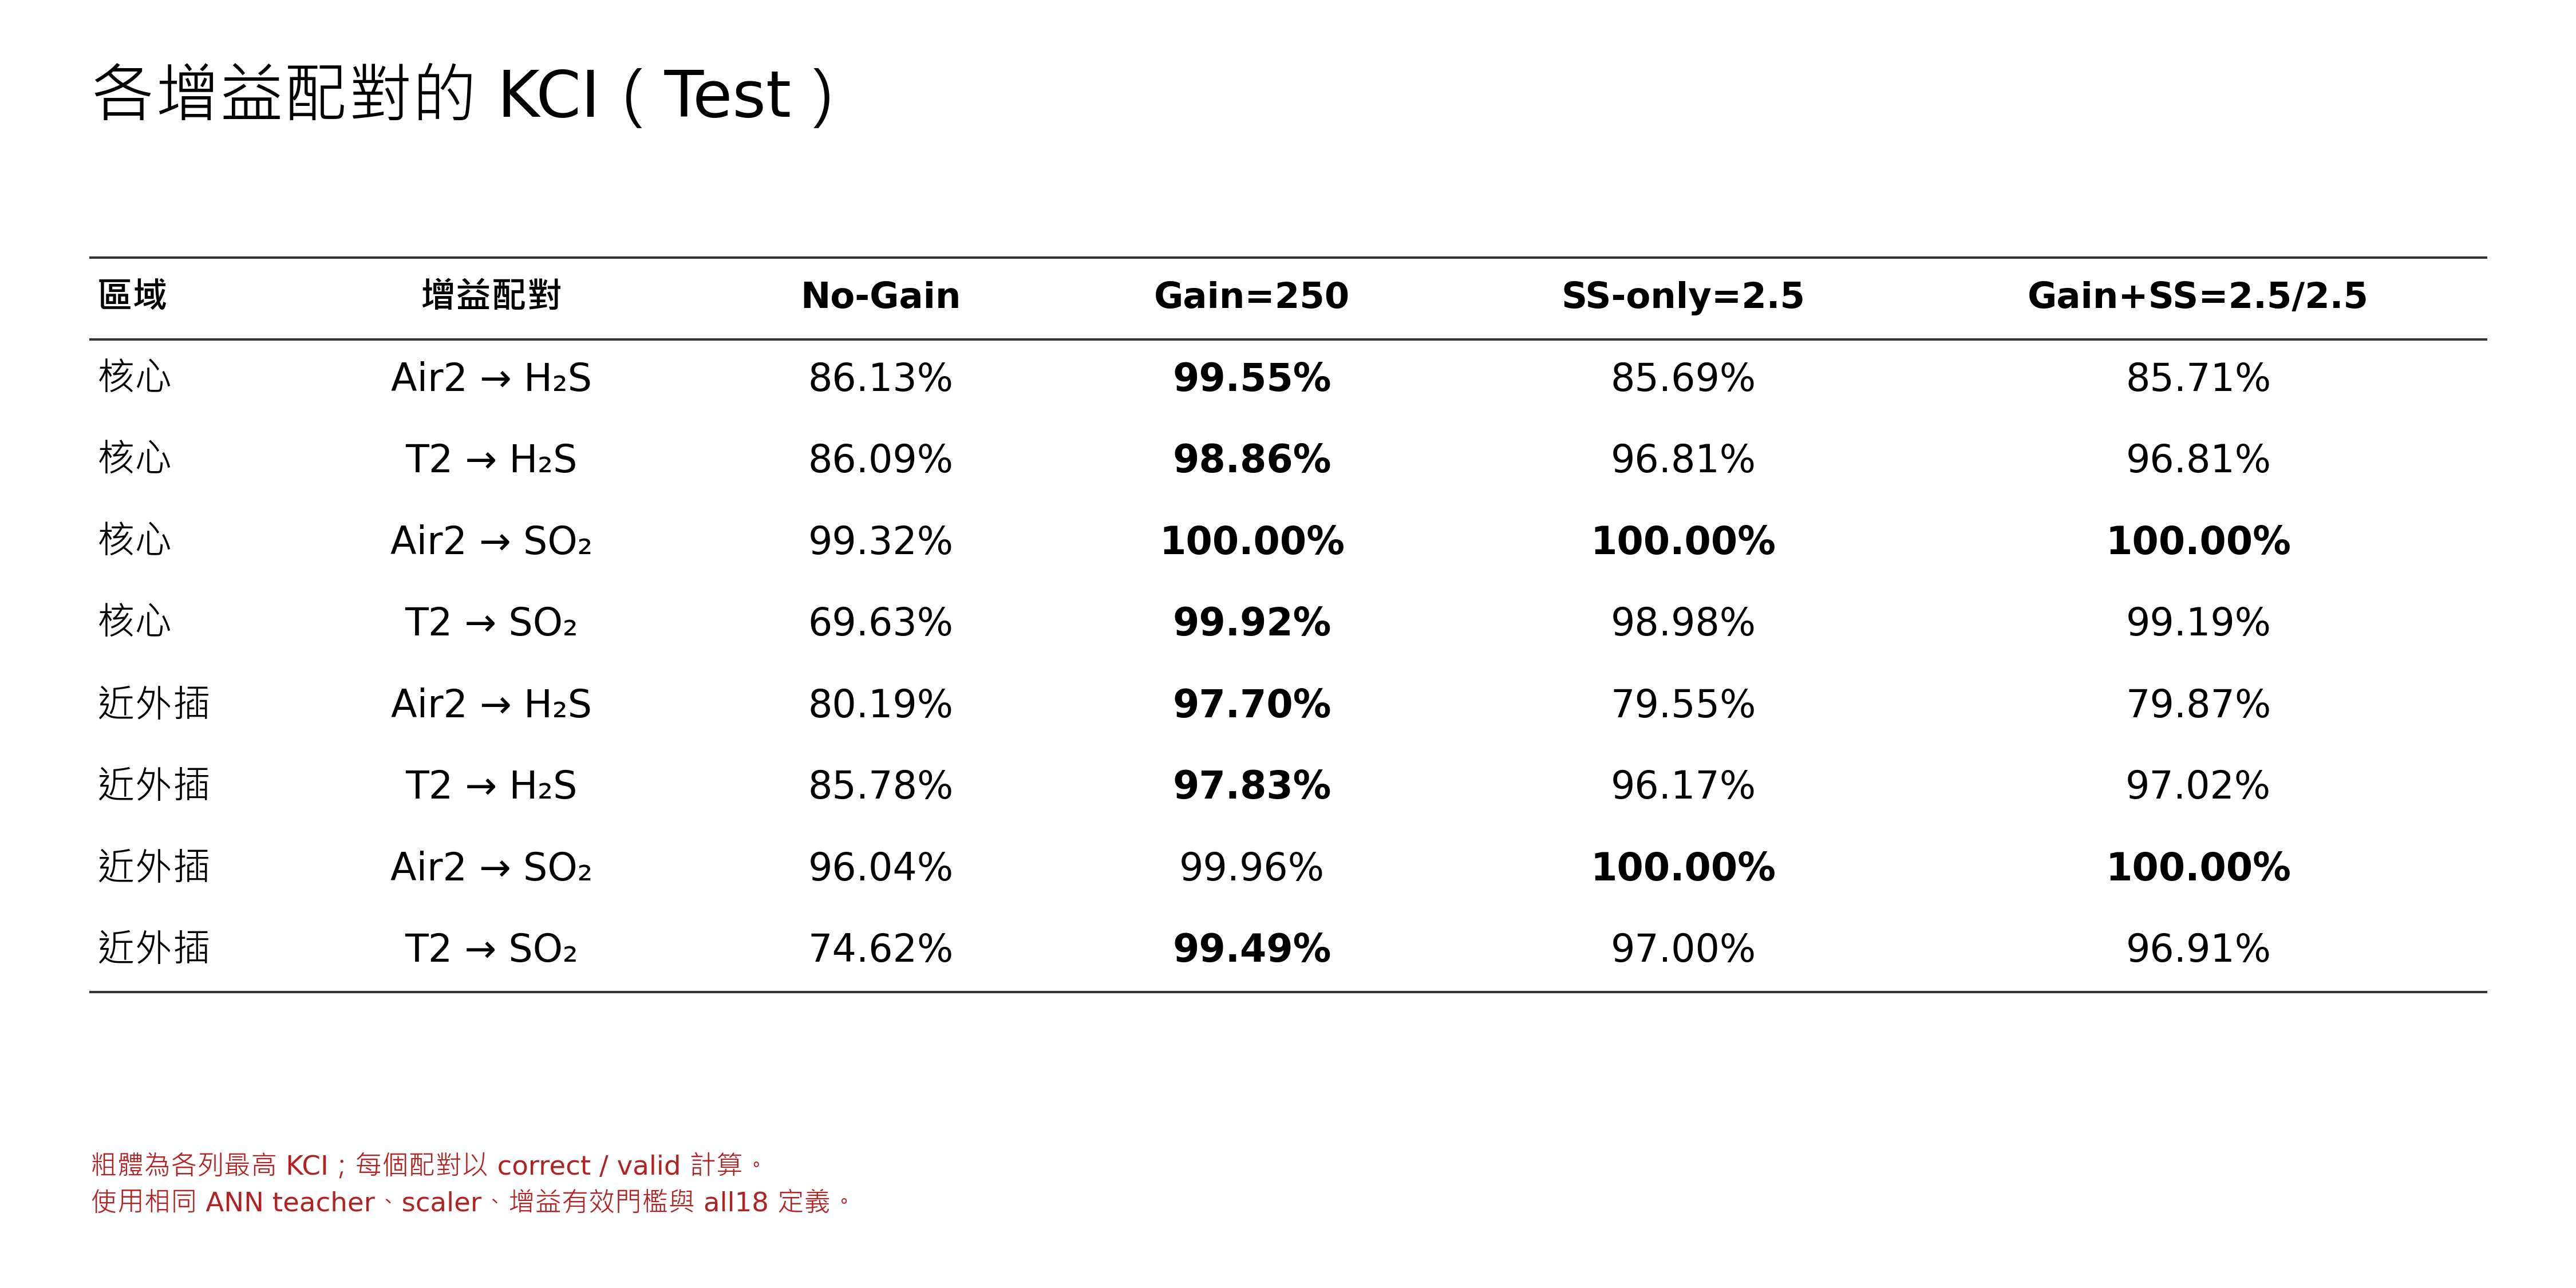 各增益配對的 KCI（Test）
區域 增益配對 No-Gain Gain=250 SS-only=2.5 Gain+SS=2.5/2.5
核心 Air2 → H₂S 86.13% 99.55% 85.69% 85.71%
核心 T2 → H₂S 86.09% 98.86% 96.81% 96.81%
核心 Air2 → SO₂ 99.32% 100.00% 100.00% 100.00%
核心 T2 → SO₂ 69.63% 99.92% 98.98% 99.19%
近外插 Air2 → H₂S 80.19% 97.70% 79.55% 79.87%
近外插 T2 → H₂S 85.78% 97.83% 96.17% 97.02%
近外插 Air2 → SO₂ 96.04% 99.96% 100.00% 100.00%
近外插 T2 → SO₂ 74.62% 99.49% 97.00% 96.91%
粗體為各列最高 KCI；每個配對以 correct / valid 計算。
使用相同 ANN teacher、scaler、增益有效門檻與 all18 定義。